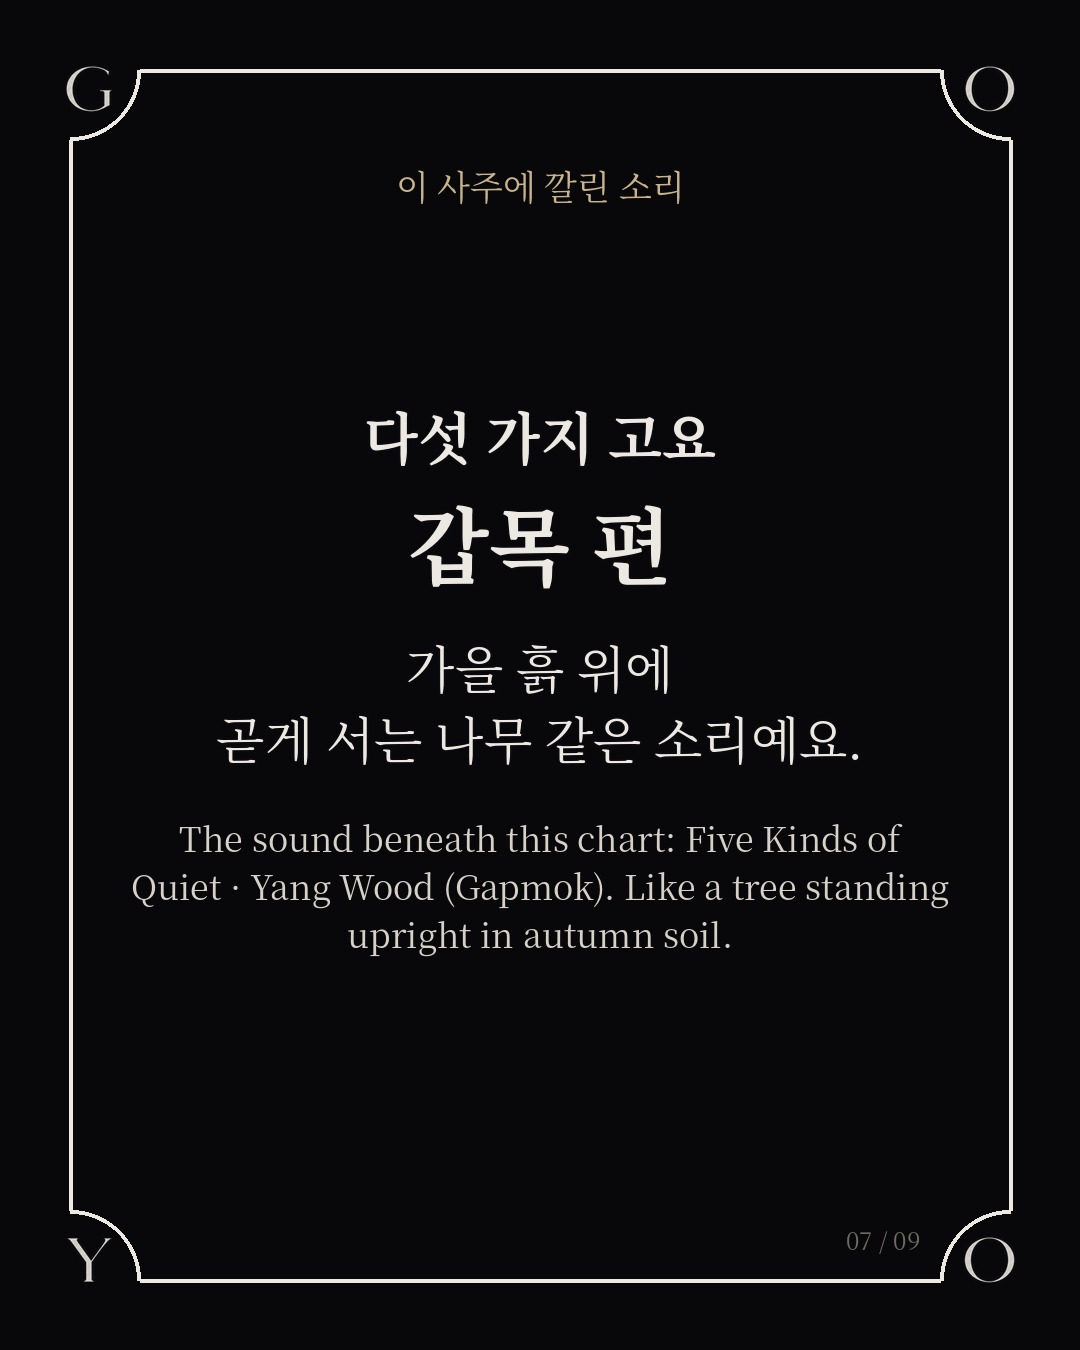 G O
이 사주에 깔린 소리
다섯 가지 고요
갑목 편
가을 흙 위에
곧게 서는 나무 같은 소리예요.
The sound beneath this chart: Five Kinds of
Quiet · Yang Wood (Gapmok). Like a tree standing
upright in autumn soil.
07 / 09
Y O